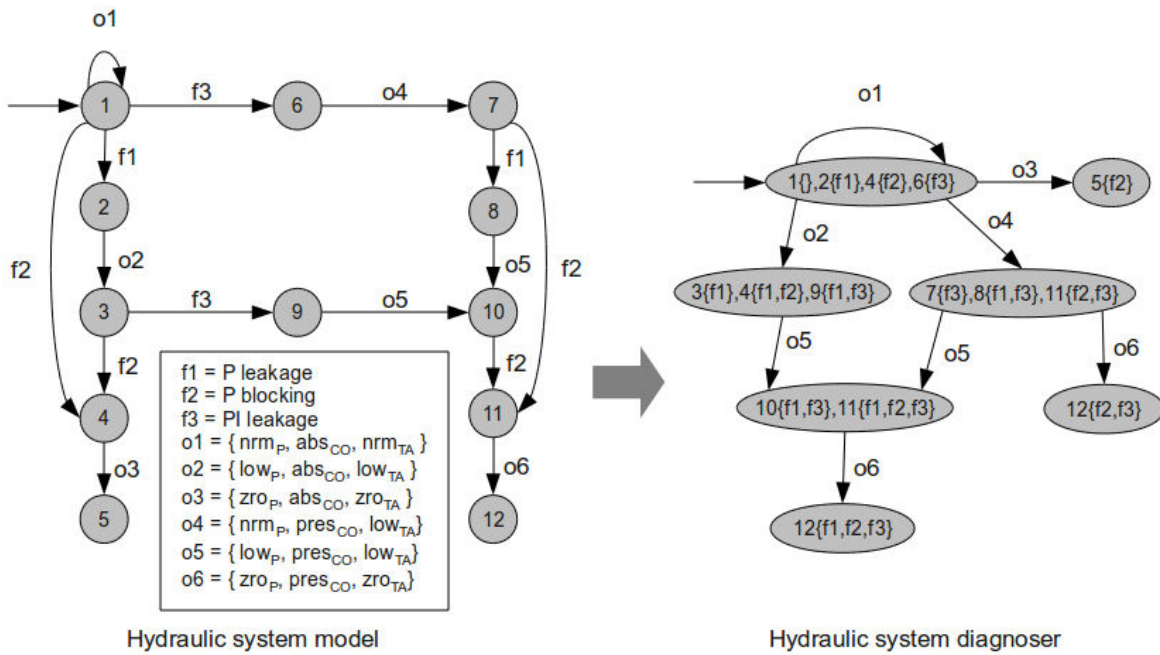 o1
1
f3
6
o4
7
f1
f1
2
8
f2
o2
o5
f2
3
f3
9
o5
10
f2
f2
4
11
o3
o6
5
12
f1 = P leakage
f2 = P blocking
f3 = PI leakage
o1 = { nrmP, absCO, nrmTA }
o2 = { lowP, absCO, lowTA }
o3 = { zroP, absCO, zroTA }
o4 = { nrmP, presCO, lowTA}
o5 = { lowP, presCO, lowTA}
o6 = { zroP, presCO, zroTA}
Hydraulic system model
o1
1{},2{f1},4{f2},6{f3}
o3
5{f2}
o2
o4
3{f1},4{f1,f2},9{f1,f3}
7{f3},8{f1,f3},11{f2,f3}
o5
o5
o6
10{f1,f3},11{f1,f2,f3}
12{f2,f3}
o6
12{f1,f2,f3}
Hydraulic system diagnoser